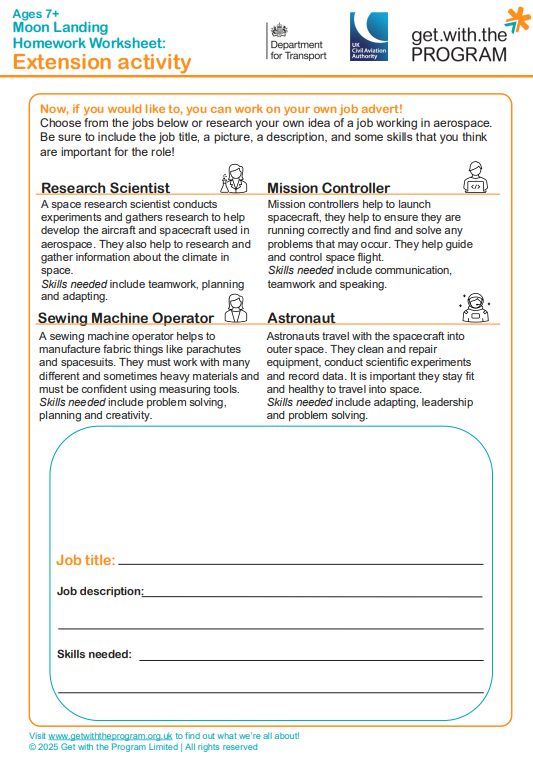 Ages 7+
Moon Landing
Homework Worksheet:
Extension activity
Department
for Transport
UK
Civil Aviation
Authority
get.with.the
PROGRAM
Now, if you would like to, you can work on your own job advert!
Choose from the jobs below or research your own idea of a job working in aerospace.
Be sure to include the job title, a picture, a description, and some skills that you think
are important for the role!
Research Scientist
A space research scientist conducts
experiments and gathers research to help
develop the aircraft and spacecraft used in
aerospace. They also help to research and
gather information about the climate in
space.
Skills needed include teamwork, planning
and adapting.
Mission Controller
Mission controllers help to launch
spacecraft, they help to ensure they are
running correctly and find and solve any
problems that may occur. They help guide
and control space flight.
Skills needed include communication,
teamwork and speaking.
Sewing Machine Operator
A sewing machine operator helps to
manufacture fabric things like parachutes
and spacesuits. They must work with many
different and sometimes heavy materials and
must be confident using measuring tools.
Skills needed include problem solving,
planning and creativity.
Astronaut
Astronauts travel with the spacecraft into
outer space. They clean and repair
equipment, conduct scientific experiments
and record data. It is important they stay fit
and healthy to travel into space.
Skills needed include adapting, leadership
and problem solving.
Job title:
Job description:
Skills needed:
Visit www.getwiththeprogram.org.uk to find out what we're all about!
© 2025 Get with the Program Limited | All rights reserved